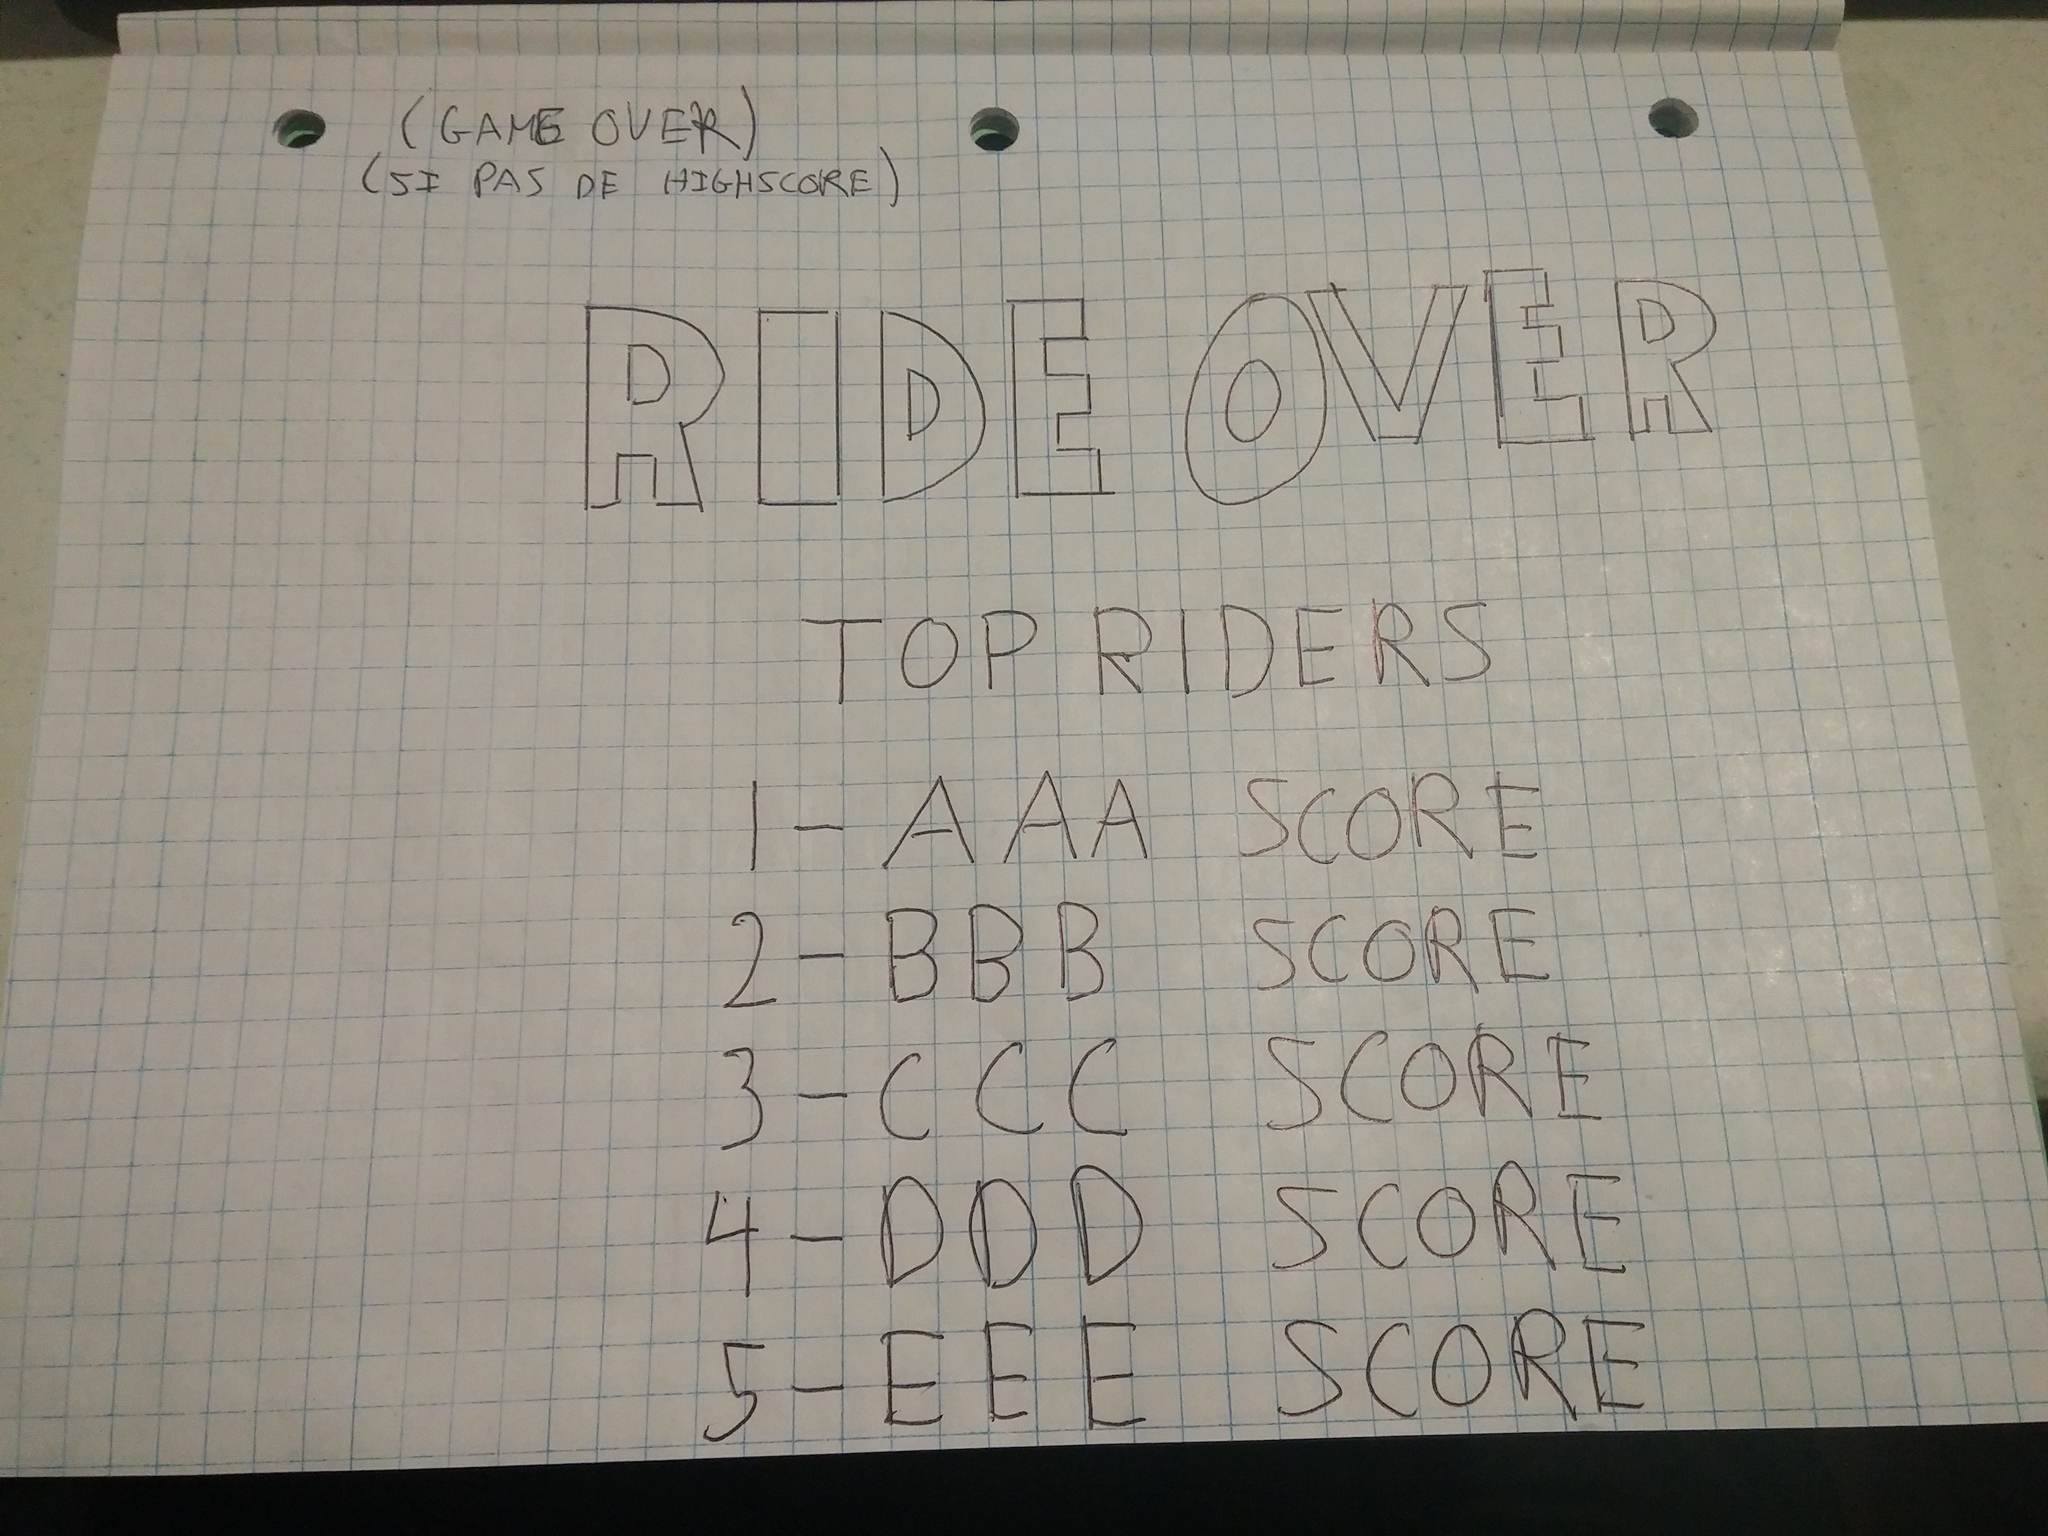 (GAME OVER)
(SI PAS DE HIGHSCORE)
RIDE OVER
TOP RIDERS
1-AAA SCORE
2-BBB SCORE
3-CCC SCORE
4-DDD SCORE
5-EEE SCORE